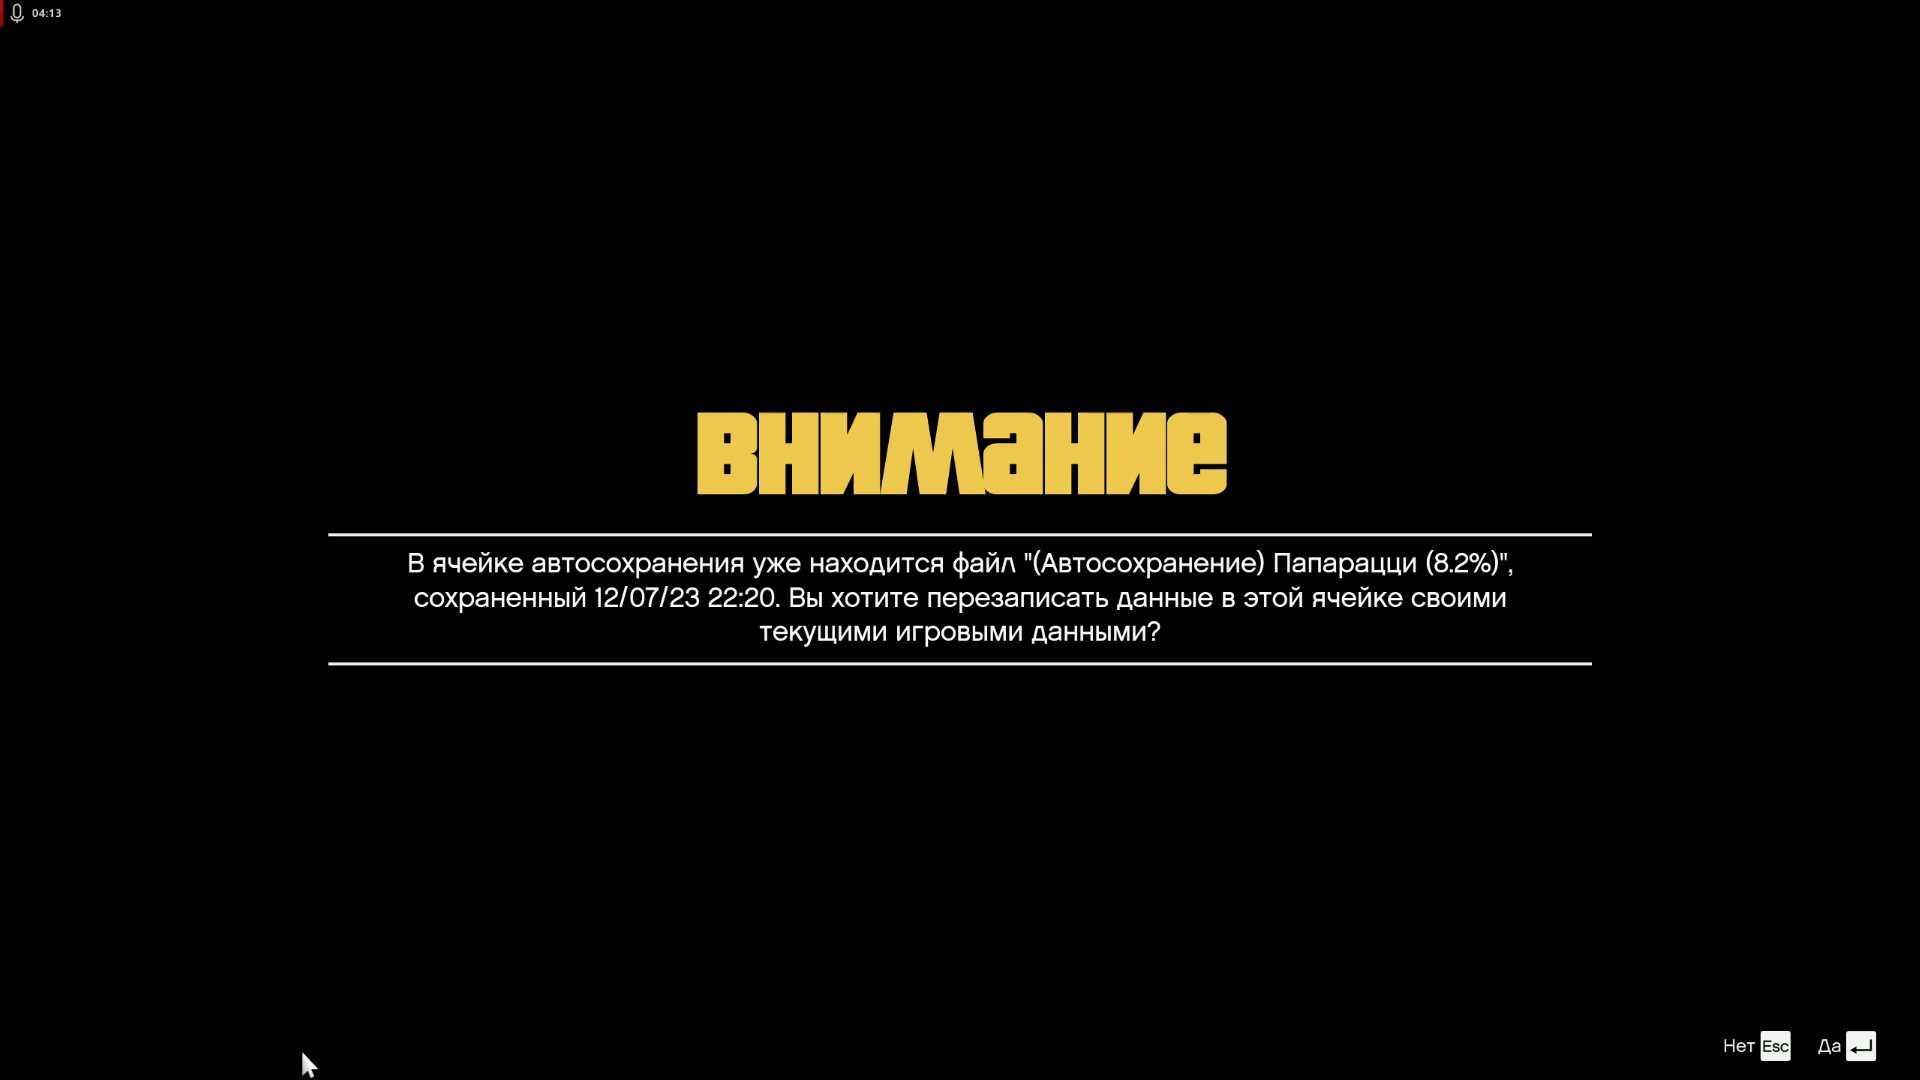 04:13
внимание
В ячейке автосохранения уже находится файл "(Автосохранение) Папарацци (8.2%)",
сохраненный 12/07/23 22:20. Вы хотите перезаписать данные в этой ячейке своими
текущими игровыми данными?
Нет Esc Да